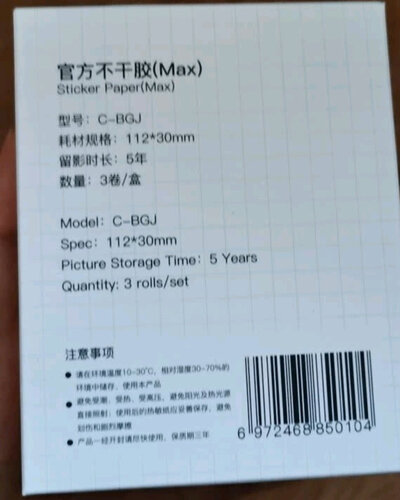 官方不干胶(Max)
Sticker Paper(Max)
型号：C-BGJ
耗材规格：112*30mm
留影时长：5年
数量：3卷/盒
Model：C-BGJ
Spec：112*30mm
Picture Storage Time：5 Years
Quantity：3 rolls/set
注意事项
● 请在环境温度10-30°C，相对湿度30-70%的
环境中储存、使用本产品
● 避免受潮、受热、受高压，避免阳光及热光源
直接照射；使用后的热敏纸应妥善保存，避免
划伤和剧烈摩擦
● 产品一经开封请尽快使用，保质期三年
6 972468 850104